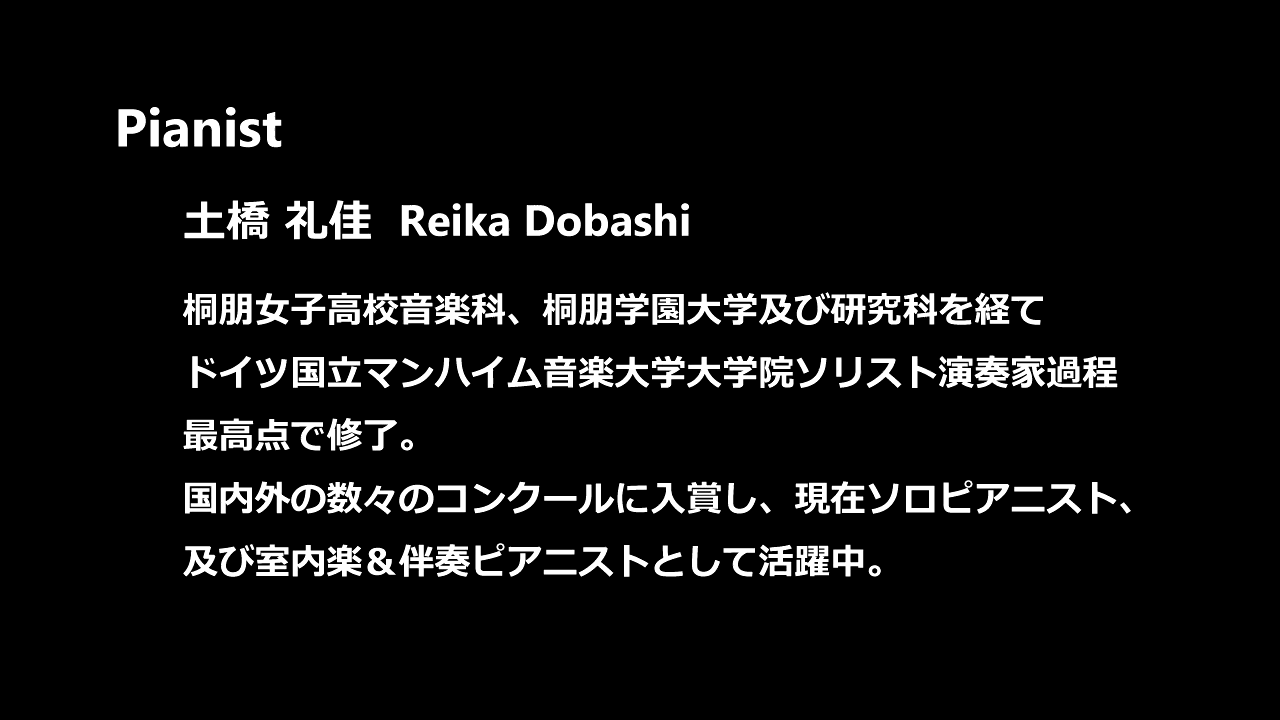 Pianist
土橋 礼佳 Reika Dobashi
桐朋女子高校音楽科、桐朋学園大学及び研究科を経て
ドイツ国立マンハイム音楽大学大学院ソリスト演奏家過程
最高点で修了。
国内外の数々のコンクールに入賞し、現在ソロピアニスト、
及び室内楽＆伴奏ピアニストとして活躍中。